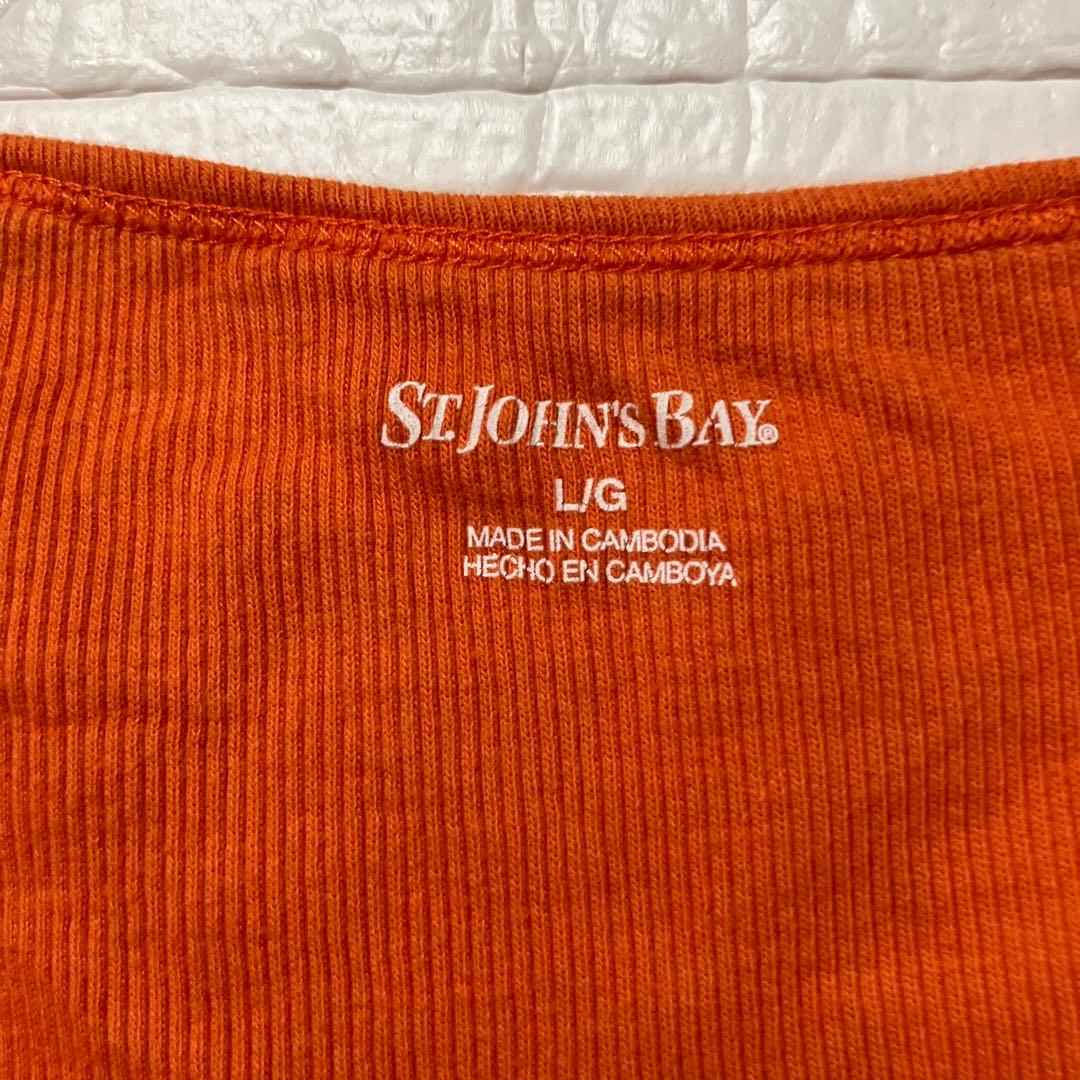 ST. JOHN'S BAY®
L/G
MADE IN CAMBODIA
HECHO EN CAMBOYA